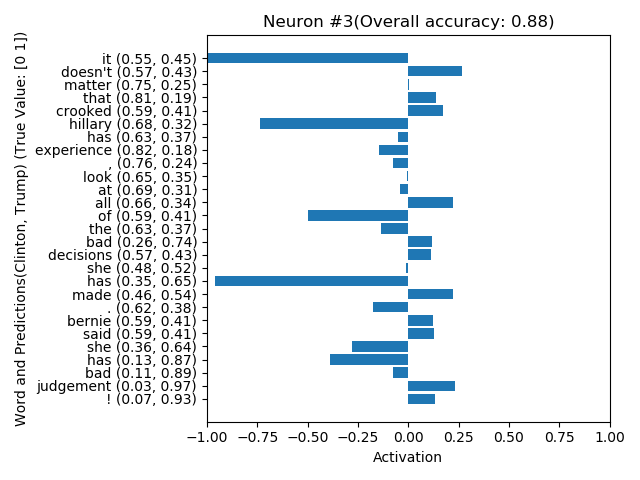 Neuron #3(Overall accuracy: 0.88)
Word and Predictions(Clinton, Trump) (True Value: [0 1])
it (0.55, 0.45)
doesn't (0.57, 0.43)
matter (0.75, 0.25)
that (0.81, 0.19)
crooked (0.59, 0.41)
hillary (0.68, 0.32)
has (0.63, 0.37)
experience (0.82, 0.18)
, (0.76, 0.24)
look (0.65, 0.35)
at (0.69, 0.31)
all (0.66, 0.34)
of (0.59, 0.41)
the (0.63, 0.37)
bad (0.26, 0.74)
decisions (0.57, 0.43)
she (0.48, 0.52)
has (0.35, 0.65)
made (0.46, 0.54)
. (0.62, 0.38)
bernie (0.59, 0.41)
said (0.59, 0.41)
she (0.36, 0.64)
has (0.13, 0.87)
bad (0.11, 0.89)
judgement (0.03, 0.97)
! (0.07, 0.93)
−1.00 −0.75 −0.50 −0.25 0.00 0.25 0.50 0.75 1.00
Activation